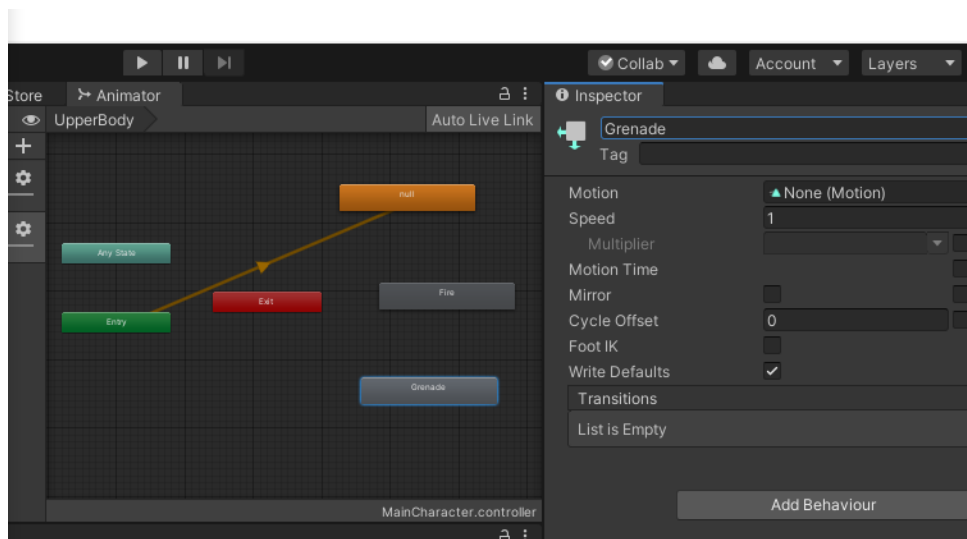 Collab
Account
Layers
Store
Animator
Inspector
UpperBody
Auto Live Link
Grenade
Tag
null
Motion
None (Motion)
Speed
1
Multiplier
Any State
Motion Time
Exit
Fire
Mirror
Entry
Cycle Offset
0
Foot IK
Write Defaults
Grenade
Transitions
List is Empty
Add Behaviour
MainCharacter.controller